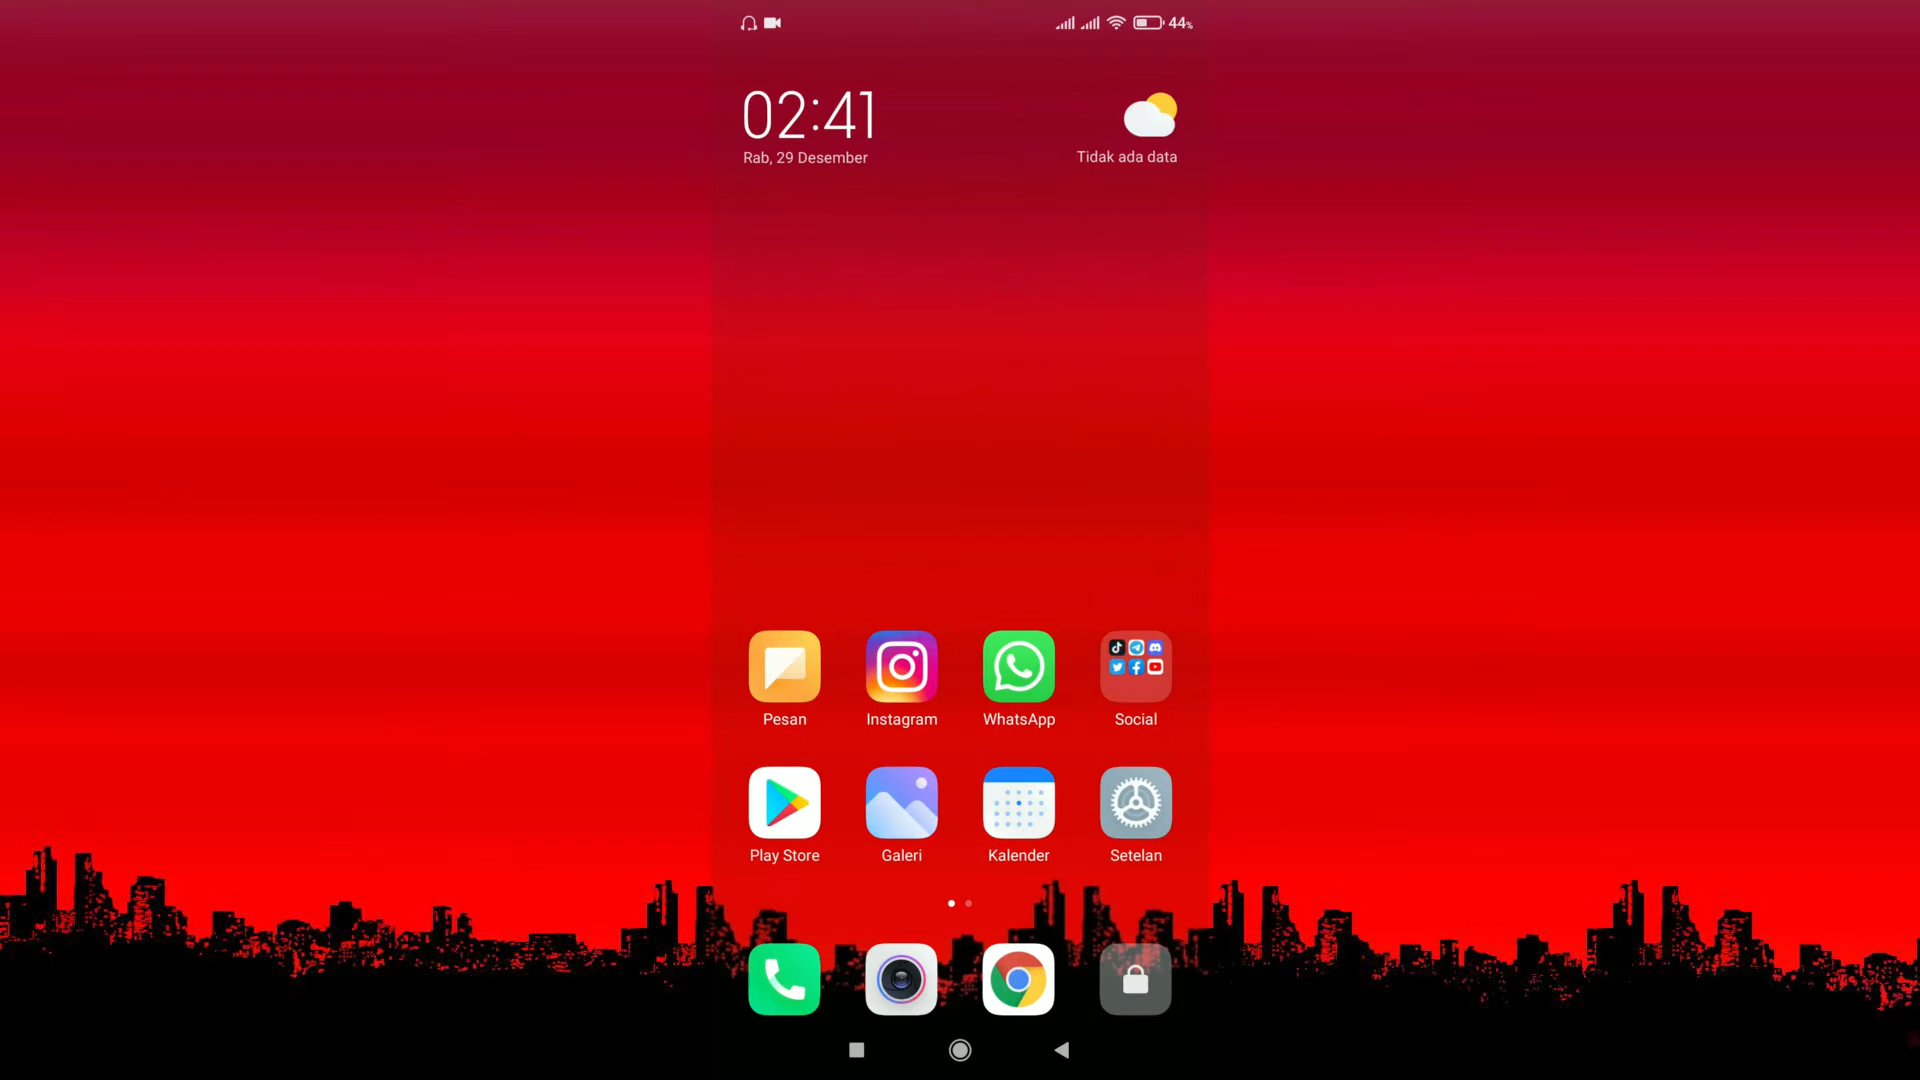 44%
02:41
Rab, 29 Desember
Tidak ada data
Pesan
Instagram
WhatsApp
Social
Play Store
Galeri
Kalender
Setelan